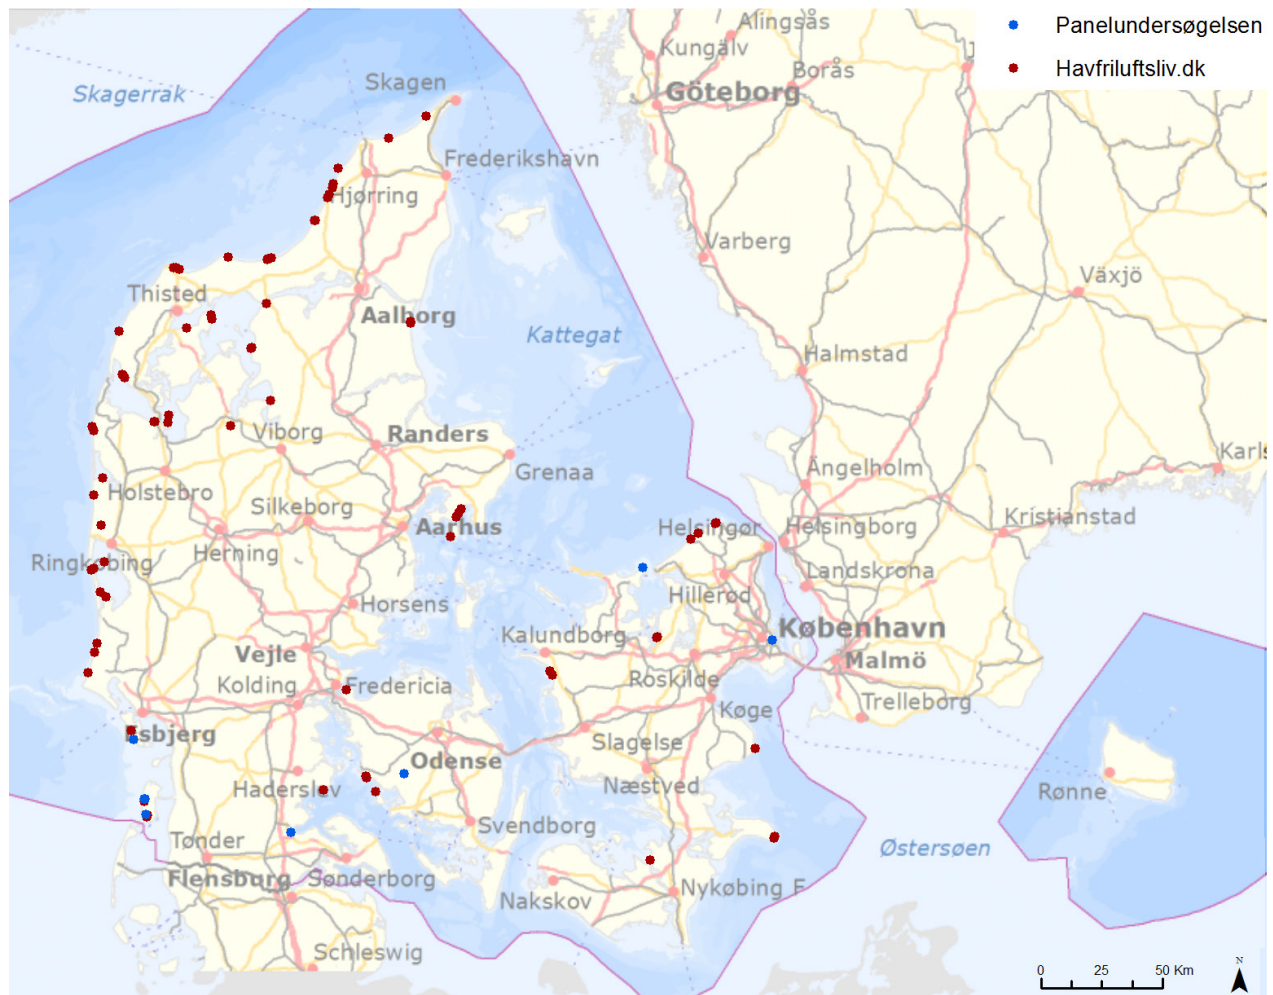 Panelundersøgelsen
Havfriluftsliv.dk
Alingsås
Kungälv
Borås
Göteborg
Skagen
Skagerrak
Frederikshavn
Hjørring
Varberg
Växjö
Thisted
Aalborg
Kattegat
Halmstad
Viborg
Randers
Grenaa
Ängelholm
Karls
Holstebro
Silkeborg
Aarhus
Helsingør
Helsingborg
Kristianstad
Herning
Ringkøbing
Landskrona
Hillerød
Horsens
Kalundborg
København
Vejle
Malmö
Roskilde
Kolding
Fredericia
Trelleborg
Køge
Esbjerg
Slagelse
Odense
Næstved
Haderslev
Rønne
Svendborg
Tønder
Østersøen
Flensburg
Sønderborg
Nakskov
Nykøbing F
Schleswig
N
0 25 50 Km